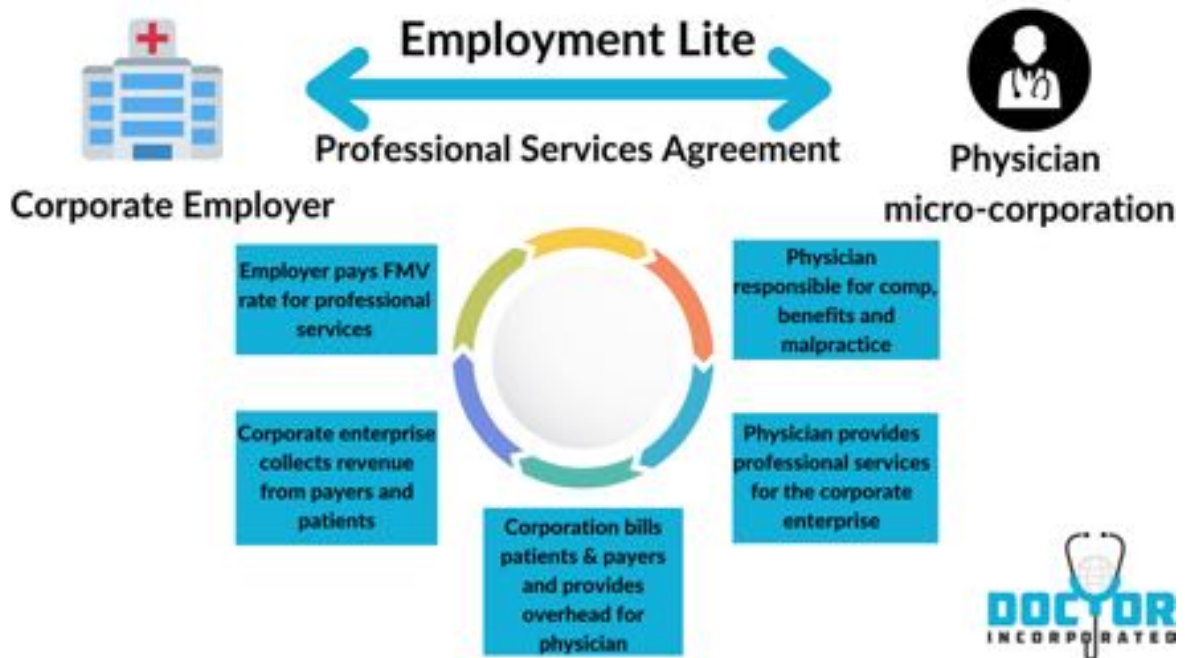 Employment Lite
Professional Services Agreement
Corporate Employer
Physician
micro-corporation
Employer pays FMV
rate for professional
services
Physician
responsible for comp,
benefits and
malpractice
Corporate enterprise
collects revenue
from payers and
patients
Physician provides
professional services
for the corporate
enterprise
Corporation bills
patients & payers
and provides
overhead for
physician
DOCTOR
INCORPORATED